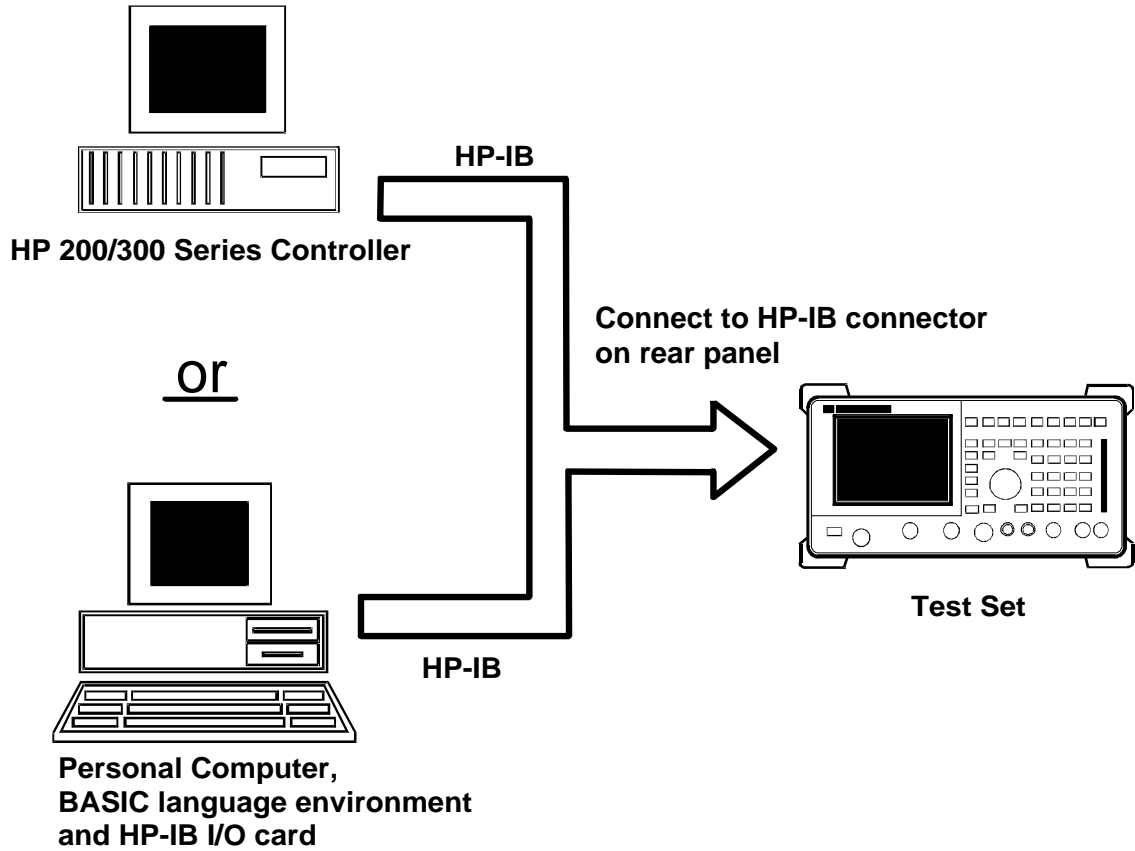 HP-IB
HP 200/300 Series Controller
Connect to HP-IB connector
on rear panel
or
Test Set
HP-IB
Personal Computer,
BASIC language environment
and HP-IB I/O card